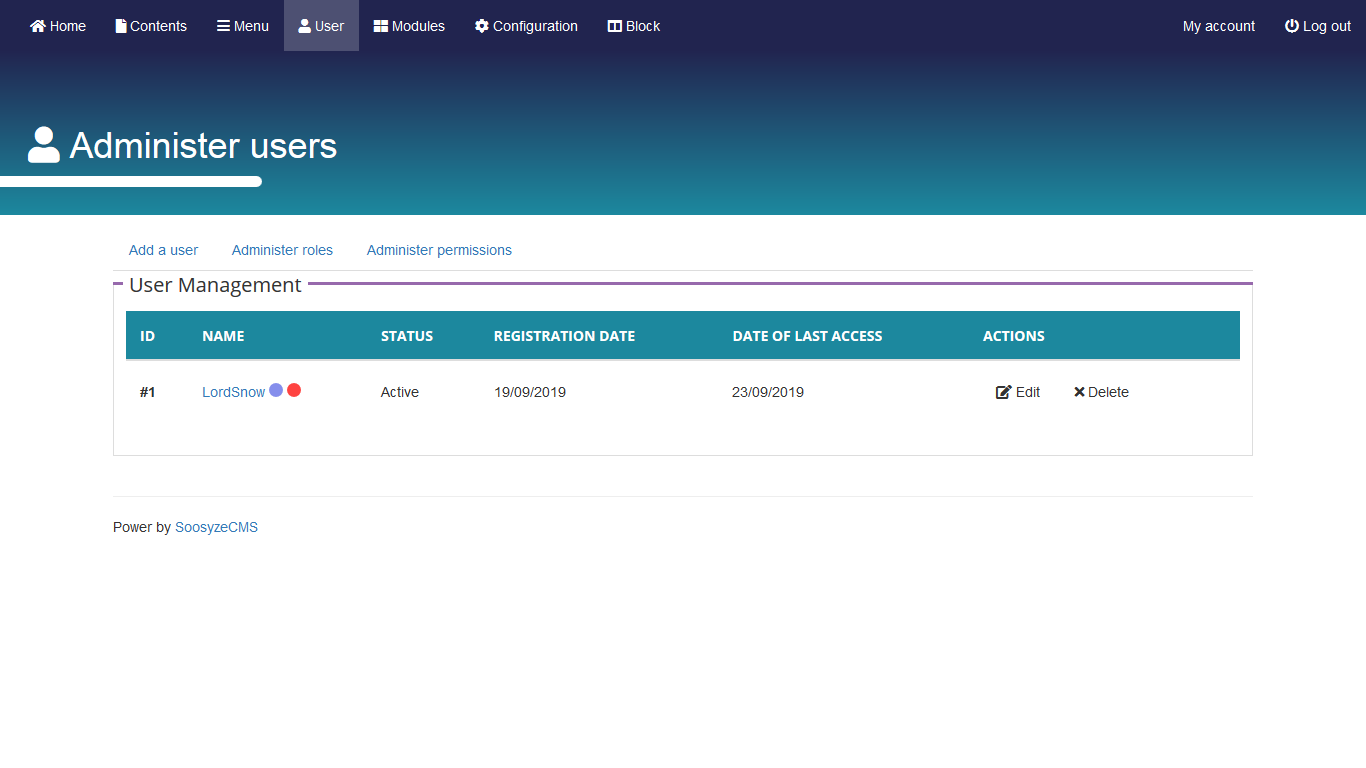 Home Contents Menu User Modules Configuration Block My account Log out
Administer users
Add a user Administer roles Administer permissions
User Management
ID NAME STATUS REGISTRATION DATE DATE OF LAST ACCESS ACTIONS
#1 LordSnow Active 19/09/2019 23/09/2019 Edit Delete
Power by SoosyzeCMS